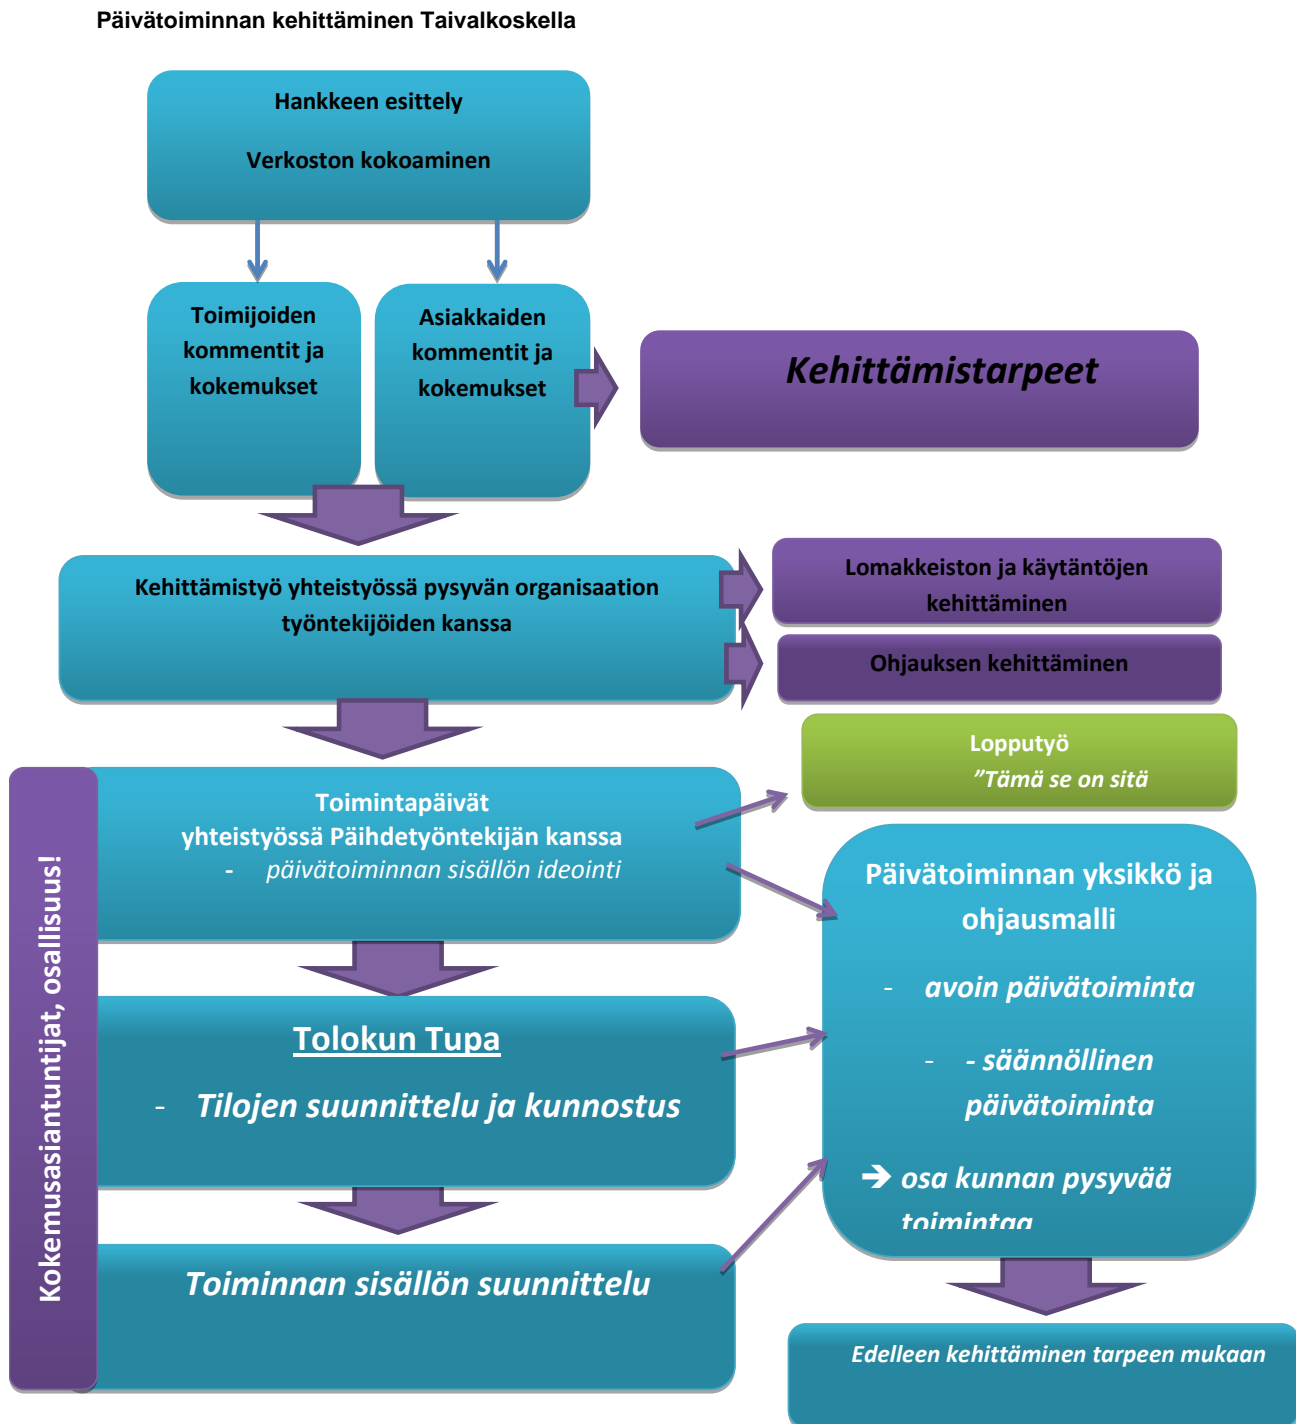 Päivätoiminnan kehittäminen Taivalkoskella
Hankkeen esittely
Verkoston kokoaminen
Toimijoiden
kommentit ja
kokemukset
Asiakkaiden
kommentit ja
kokemukset
Kehittämistarpeet
Kehittämistyö yhteistyössä pysyvän organisaation
työntekijöiden kanssa
Lomakkeiston ja käytäntöjen
kehittäminen
Ohjauksen kehittäminen
Lopputyö
”Tämä se on sitä
Kokemusasiantuntijat, osallisuus!
Toimintapäivät
yhteistyössä Päihdetyöntekijän kanssa
- päivätoiminnan sisällön ideointi
Tolokun Tupa
- Tilojen suunnittelu ja kunnostus
Toiminnan sisällön suunnittelu
Päivätoiminnan yksikkö ja
ohjausmalli
- avoin päivätoiminta
- - säännöllinen
päivätoiminta
➔ osa kunnan pysyvää
toimintaa
Edelleen kehittäminen tarpeen mukaan